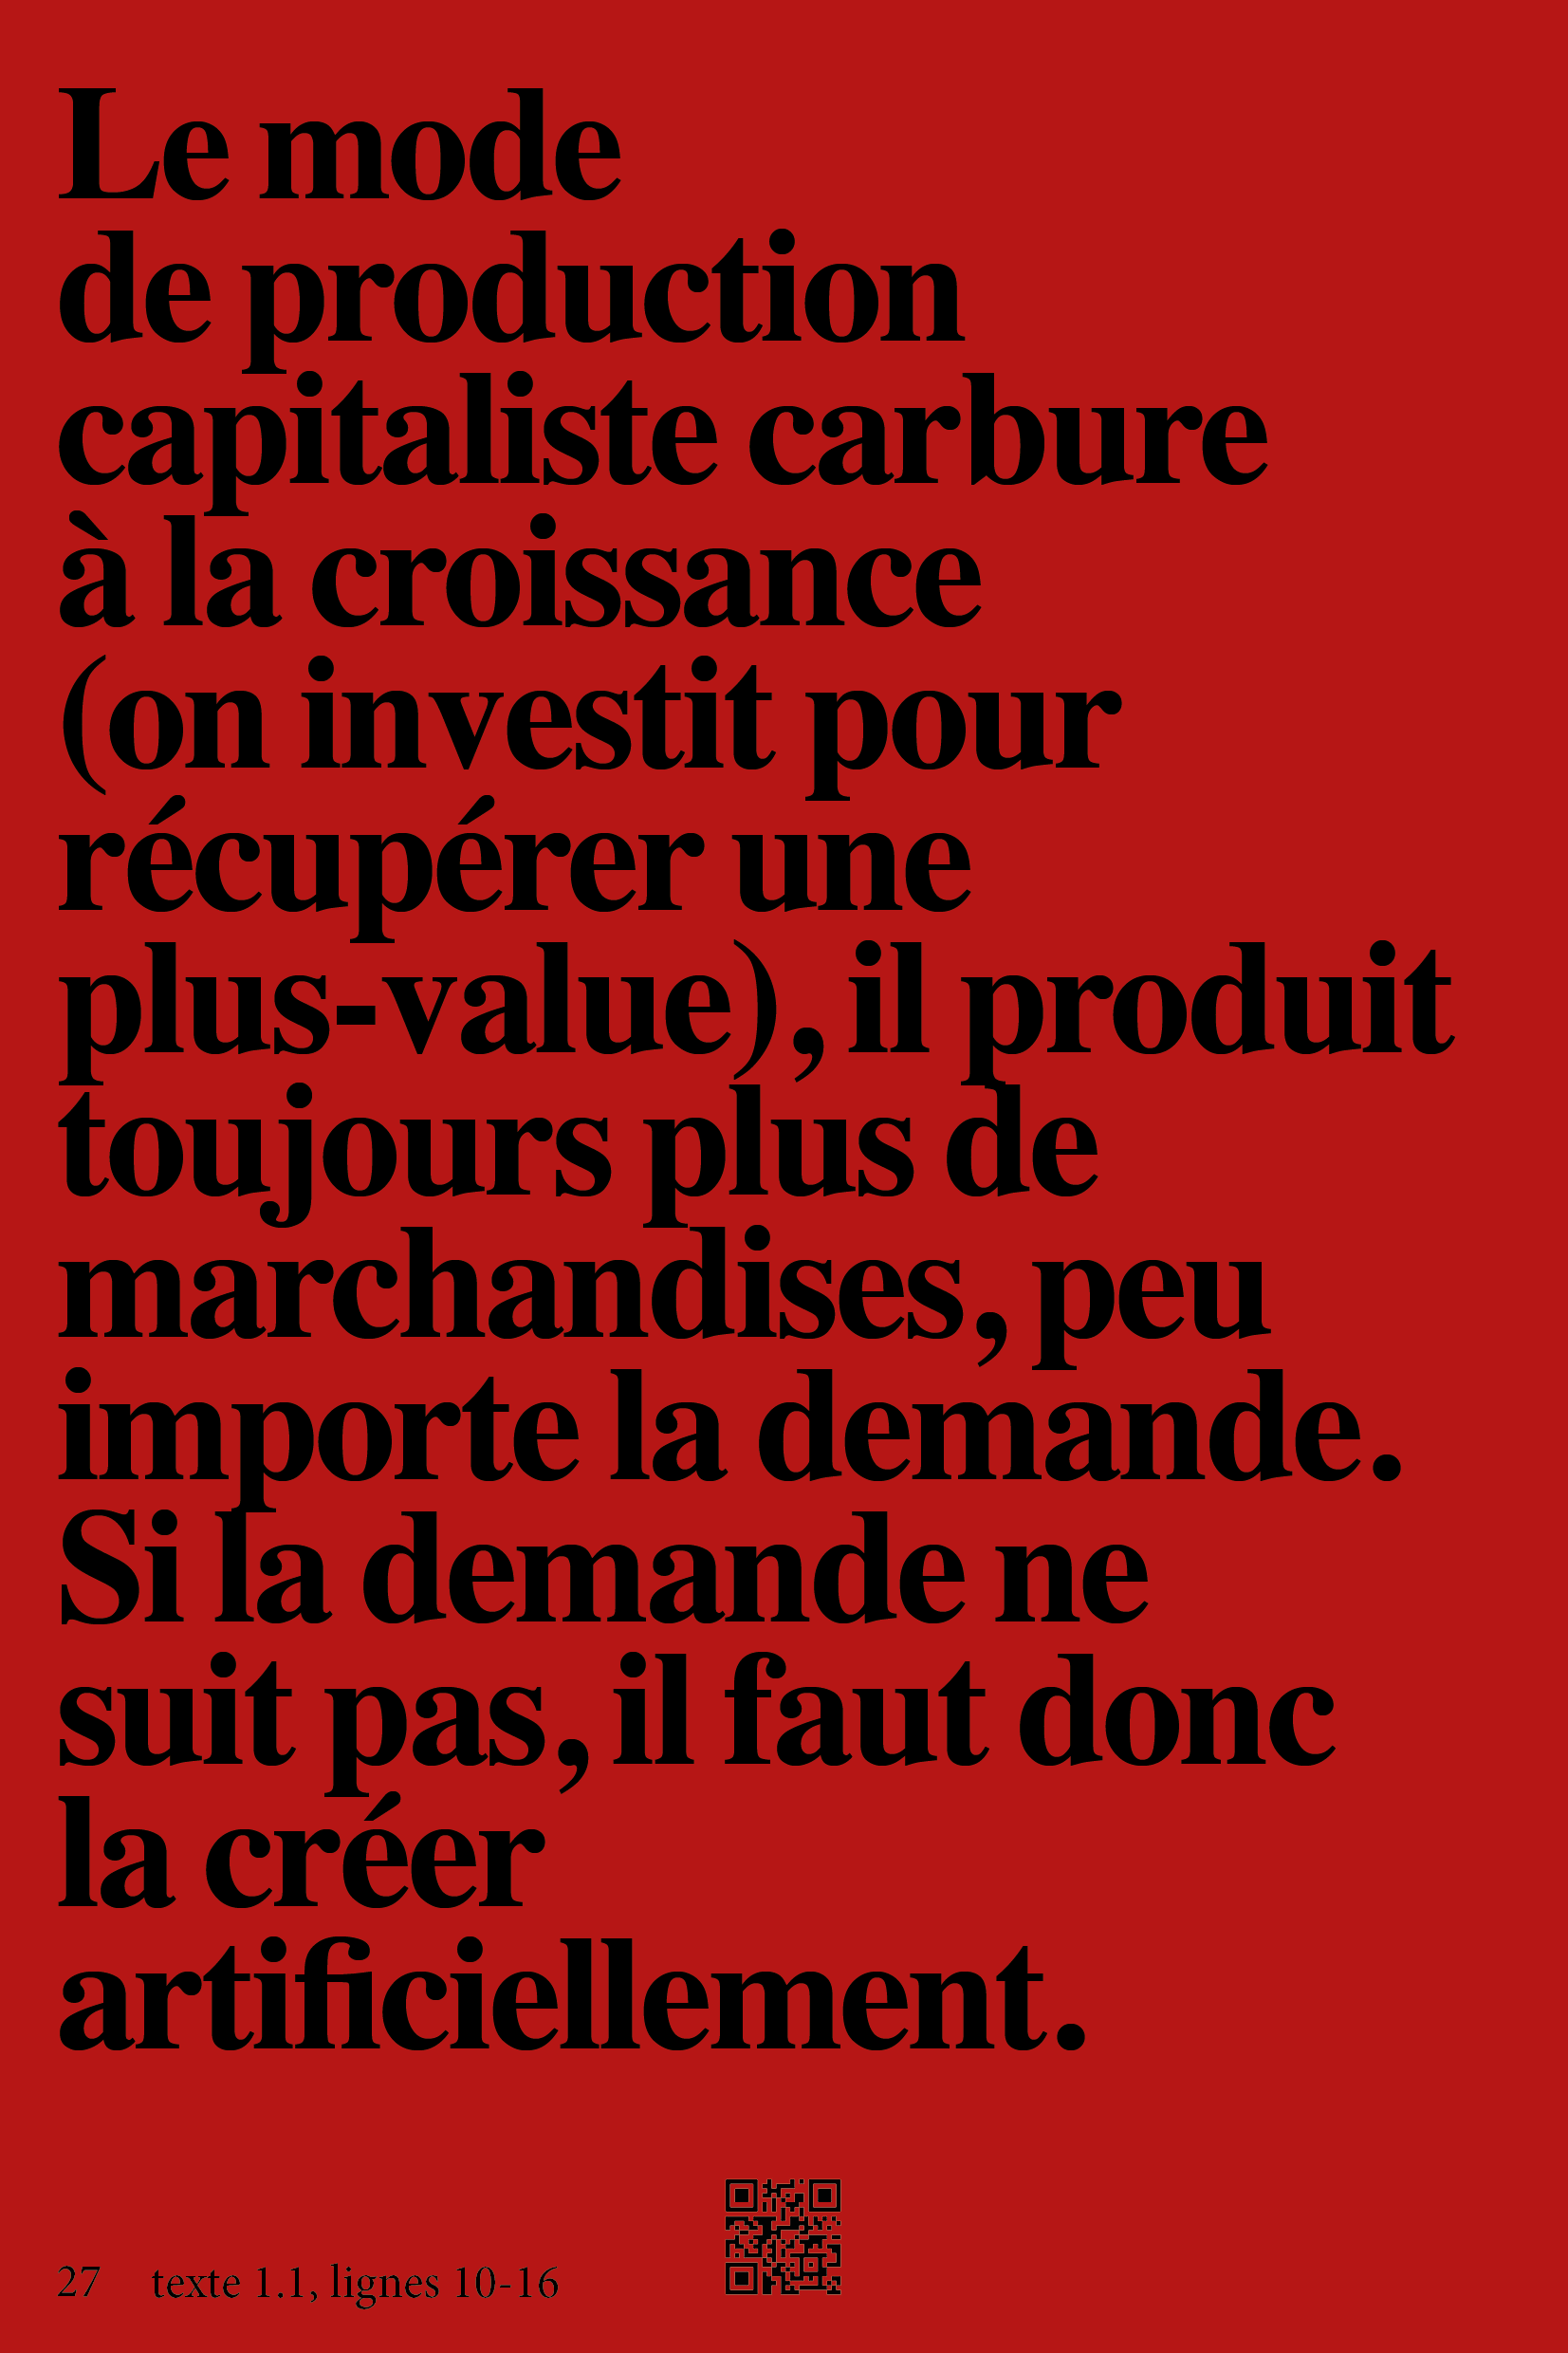 Le mode
de production
capitaliste carbure
à la croissance
(on investit pour
récupérer une
plus-value), il produit
toujours plus de
marchandises, peu
importe la demande.
Si la demande ne
suit pas, il faut donc
la créer
artificiellement.
27 texte 1.1, lignes 10-16